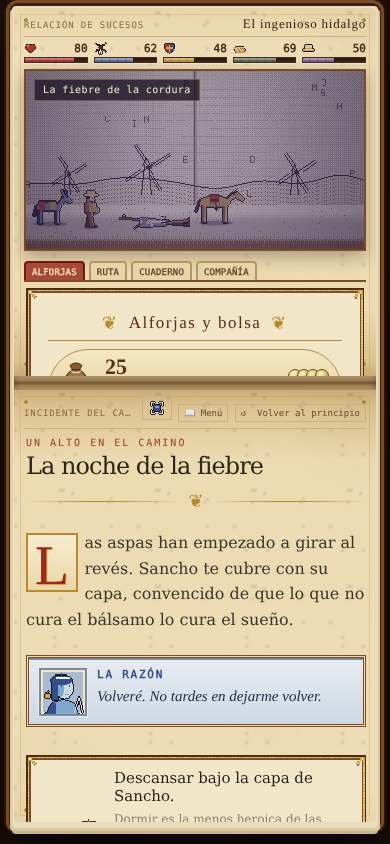 RELACIÓN DE SUCESOS
El ingenioso hidalgo
80 62 48 69 50
La fiebre de la cordura
M J
G
H
C I N
E D P
L
ALFORJAS RUTA CUADERNO COMPAÑÍA
Alforjas y bolsa
25
INCIDENTE DEL CA… Menú ↺ Volver al principio
UN ALTO EN EL CAMINO
La noche de la fiebre
Las aspas han empezado a girar al
revés. Sancho te cubre con su
capa, convencido de que lo que no
cura el bálsamo lo cura el sueño.
LA RAZÓN
Volveré. No tardes en dejarme volver.
Descansar bajo la capa de
Sancho.
Dormir es la menos heroica de las